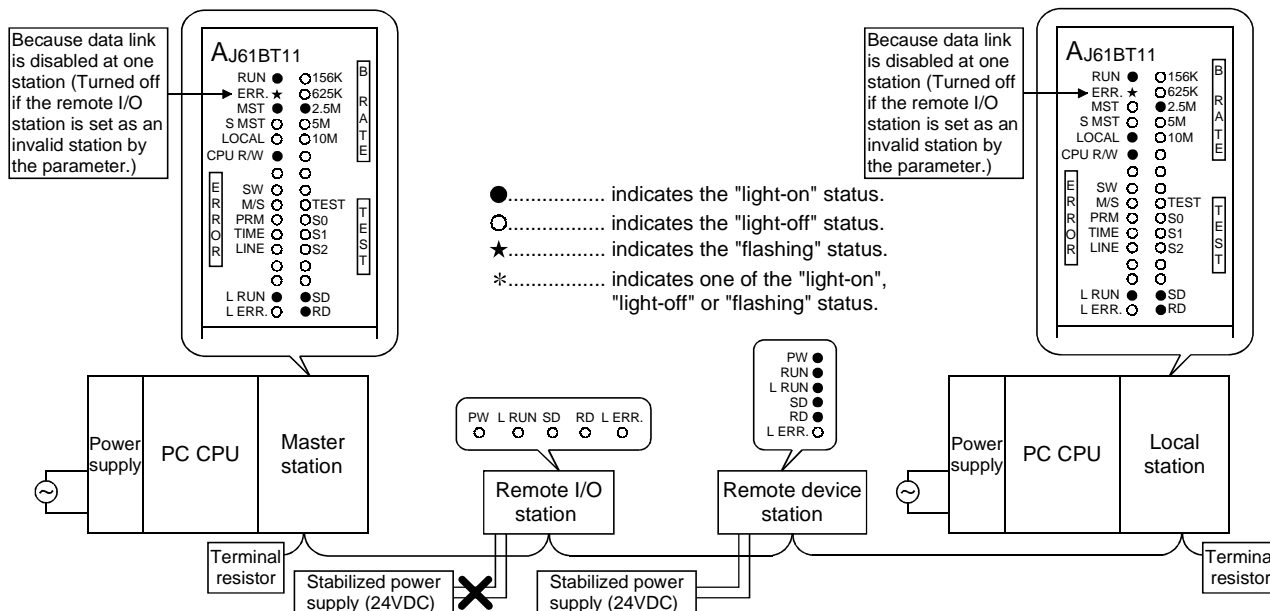 Because data link
is disabled at one
station (Turned off
if the remote I/O
station is set as an
invalid station by
the parameter.)
AJ61BT11
RUN 156K
ERR. 625K
MST 2.5M
S MST 5M
LOCAL 10M
CPU R/W
B RATE
ERROR
SW
M/S TEST
PRM S0
TIME S1
LINE S2
TEST
L RUN SD
L ERR. RD
●.................. indicates the "light-on" status.
○.................. indicates the "light-off" status.
★.................. indicates the "flashing" status.
*.................. indicates one of the "light-on",
"light-off" or "flashing" status.
Because data link
is disabled at one
station (Turned off
if the remote I/O
station is set as an
invalid station by
the parameter.)
AJ61BT11
RUN 156K
ERR. 625K
MST 2.5M
S MST 5M
LOCAL 10M
CPU R/W
B RATE
ERROR
SW
M/S TEST
PRM S0
TIME S1
LINE S2
TEST
L RUN SD
L ERR. RD
PW L RUN SD RD L ERR.
PW
RUN
L RUN
SD
RD
L ERR.
Power
supply
PC CPU
Master
station
Remote I/O
station
Remote device
station
Power
supply
PC CPU
Local
station
Terminal
resistor
Stabilized power
supply (24VDC)
Stabilized power
supply (24VDC)
Terminal
resistor